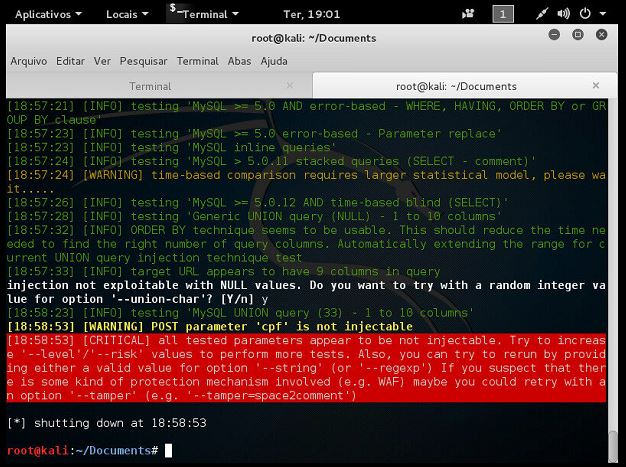 Aplicativos Locais $_ Terminal Ter, 19:01 1
root@kali: ~/Documents
Arquivo Editar Ver Pesquisar Terminal Abas Ajuda
Terminal × root@kali: ~/Documents ×
[18:57:21] [INFO] testing 'MySQL >= 5.0 AND error-based - WHERE, HAVING, ORDER BY or GR
OUP BY clause'
[18:57:23] [INFO] testing 'MySQL >= 5.0 error-based - Parameter replace'
[18:57:23] [INFO] testing 'MySQL inline queries'
[18:57:24] [INFO] testing 'MySQL > 5.0.11 stacked queries (SELECT - comment)'
[18:57:24] [WARNING] time-based comparison requires larger statistical model, please wa
it.....
[18:57:26] [INFO] testing 'MySQL >= 5.0.12 AND time-based blind (SELECT)'
[18:57:28] [INFO] testing 'Generic UNION query (NULL) - 1 to 10 columns'
[18:57:32] [INFO] ORDER BY technique seems to be usable. This should reduce the time ne
eded to find the right number of query columns. Automatically extending the range for c
urrent UNION query injection technique test
[18:57:33] [INFO] target URL appears to have 9 columns in query
injection not exploitable with NULL values. Do you want to try with a random integer va
lue for option '--union-char'? [Y/n] y
[18:58:50] [INFO] testing 'MySQL UNION query (33) - 1 to 10 columns'
[18:58:53] [WARNING] POST parameter 'cpf' is not injectable
[18:58:53] [CRITICAL] all tested parameters appear to be not injectable. Try to increas
e '--level'/'--risk' values to perform more tests. Also, you can try to rerun by provid
ing either a valid value for option '--string' (or '--regexp') If you suspect that ther
e is some kind of protection mechanism involved (e.g. WAF) maybe you could retry with a
n option '--tamper' (e.g. '--tamper=space2comment')
[*] shutting down at 18:58:53
root@kali:~/Documents#